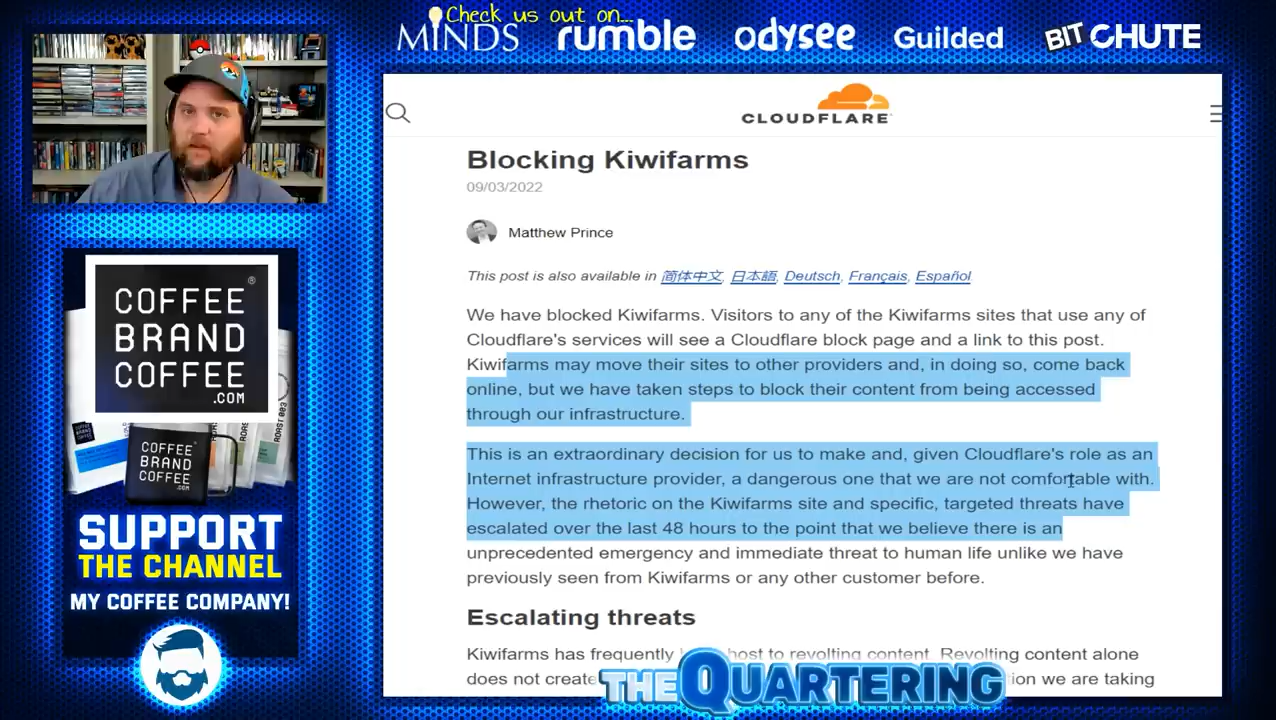 Check us out on...
MINDS rumble odysee Guilded BITCHUTE
CLOUDFLARE
Blocking Kiwifarms
09/03/2022
Matthew Prince
This post is also available in 简体中文, 日本語, Deutsch, Français, Español
We have blocked Kiwifarms. Visitors to any of the Kiwifarms sites that use any of
Cloudflare's services will see a Cloudflare block page and a link to this post.
Kiwifarms may move their sites to other providers and, in doing so, come back
online, but we have taken steps to block their content from being accessed
through our infrastructure.
This is an extraordinary decision for us to make and, given Cloudflare's role as an
Internet infrastructure provider, a dangerous one that we are not comfortable with.
However, the rhetoric on the Kiwifarms site and specific, targeted threats have
escalated over the last 48 hours to the point that we believe there is an
unprecedented emergency and immediate threat to human life unlike we have
previously seen from Kiwifarms or any other customer before.
Escalating threats
Kiwifarms has frequently host to revolting content. Revolting content alone
does not create we are taking
THE QUARTERING
COFFEE
BRAND
COFFEE
.COM
®
COFFEE
BRAND
COFFEE
.COM
SUPPORT
THE CHANNEL
MY COFFEE COMPANY!